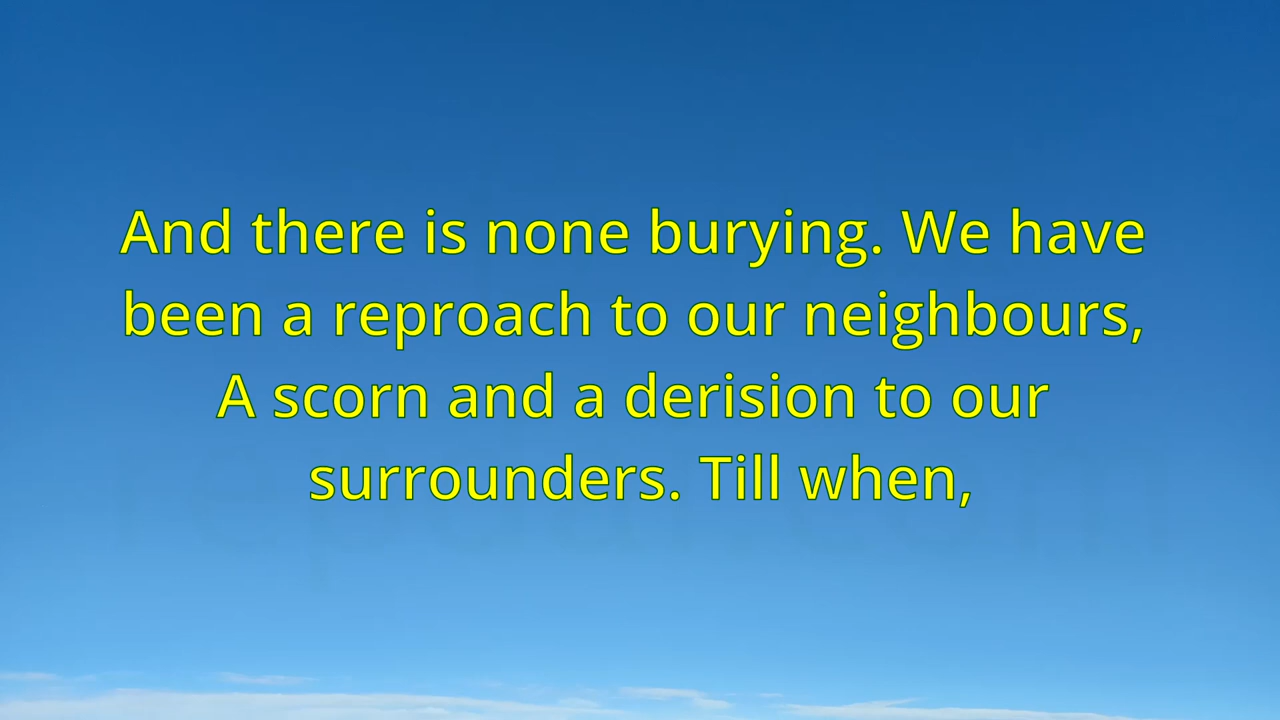 And there is none burying. We have
been a reproach to our neighbours,
A scorn and a derision to our
surrounders. Till when,